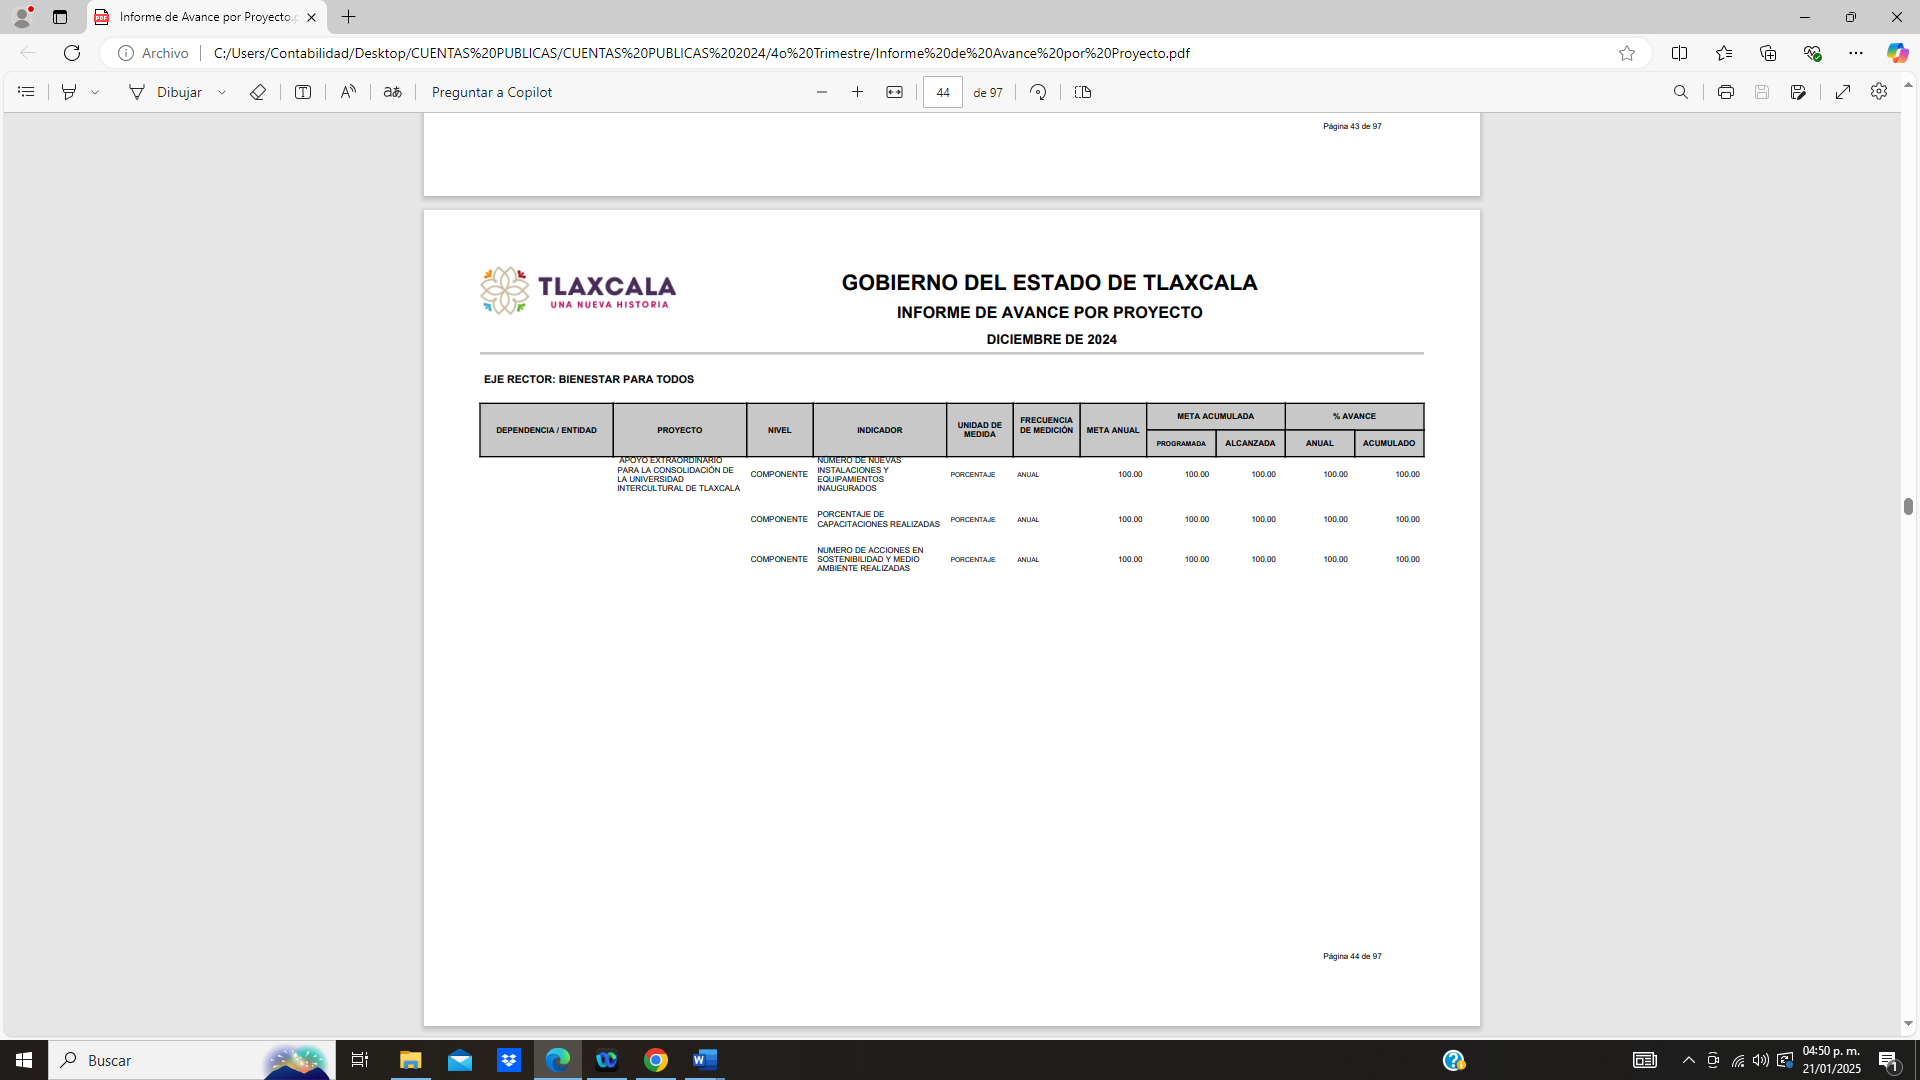 Informe de Avance por Proyecto.p
Archivo
C:/Users/Contabilidad/Desktop/CUENTAS%20PUBLICAS/CUENTAS%20PUBLICAS%202024/4o%20Trimestre/Informe%20de%20Avance%20por%20Proyecto.pdf
Dibujar
Preguntar a Copilot
44
de 97
Página 43 de 97
TLAXCALA
UNA NUEVA HISTORIA
GOBIERNO DEL ESTADO DE TLAXCALA
INFORME DE AVANCE POR PROYECTO
DICIEMBRE DE 2024
EJE RECTOR: BIENESTAR PARA TODOS
DEPENDENCIA / ENTIDAD PROYECTO NIVEL INDICADOR UNIDAD DE MEDIDA FRECUENCIA DE MEDICIÓN META ANUAL META ACUMULADA % AVANCE
PROGRAMADA ALCANZADA ANUAL ACUMULADO
APOYO EXTRAORDINARIO
PARA LA CONSOLIDACIÓN DE
LA UNIVERSIDAD
INTERCULTURAL DE TLAXCALA
COMPONENTE
NÚMERO DE NUEVAS
INSTALACIONES Y
EQUIPAMIENTOS
INAUGURADOS
PORCENTAJE ANUAL 100.00 100.00 100.00 100.00 100.00
COMPONENTE
PORCENTAJE DE
CAPACITACIONES REALIZADAS
PORCENTAJE ANUAL 100.00 100.00 100.00 100.00 100.00
COMPONENTE
NUMERO DE ACCIONES EN
SOSTENIBILIDAD Y MEDIO
AMBIENTE REALIZADAS
PORCENTAJE ANUAL 100.00 100.00 100.00 100.00 100.00
Página 44 de 97
Buscar
04:50 p. m.
21/01/2025
1